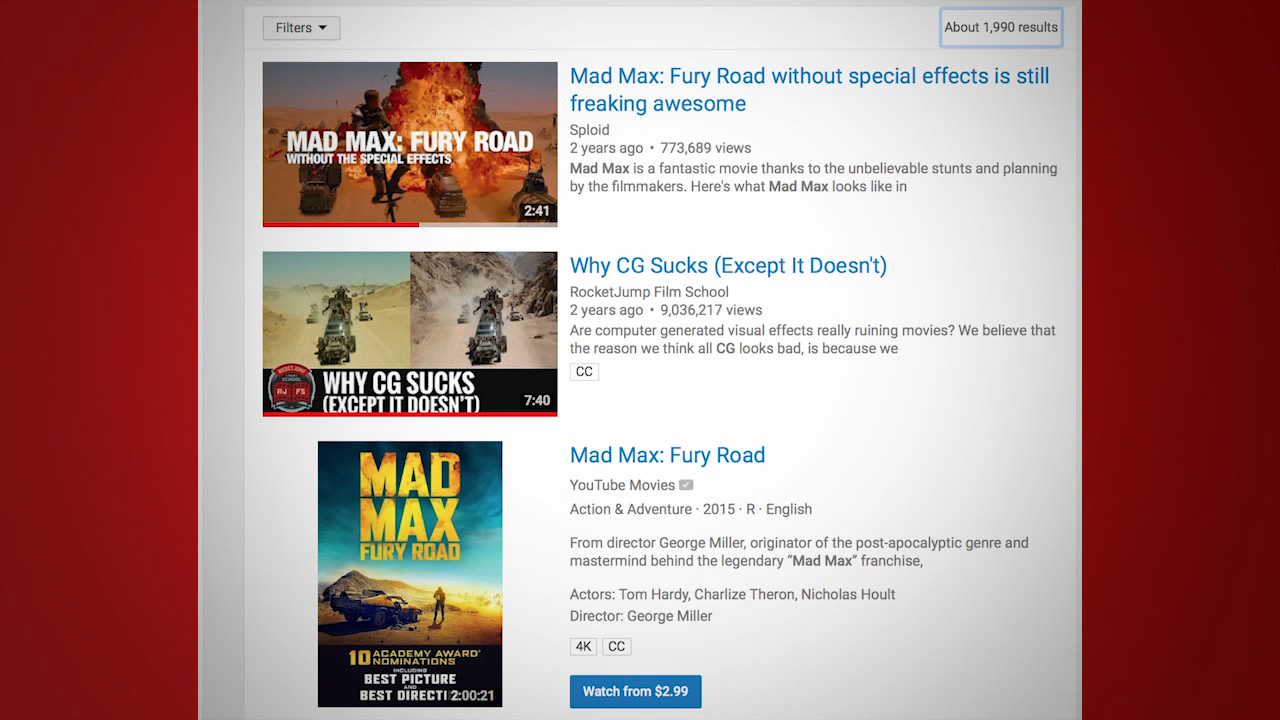 Filters
About 1,990 results
MAD MAX: FURY ROAD
WITHOUT THE SPECIAL EFFECTS
2:41
Mad Max: Fury Road without special effects is still
freaking awesome
Sploid
2 years ago • 773,689 views
Mad Max is a fantastic movie thanks to the unbelievable stunts and planning
by the filmmakers. Here's what Mad Max looks like in
ROCKET JUMP
FILM
SCHOOL
RJ FS
WHY CG SUCKS
(EXCEPT IT DOESN'T)
7:40
Why CG Sucks (Except It Doesn't)
RocketJump Film School
2 years ago • 9,036,217 views
Are computer generated visual effects really ruining movies? We believe that
the reason we think all CG looks bad, is because we
CC
MAD
MAX
FURY ROAD
10 ACADEMY AWARD®
NOMINATIONS
INCLUDING
BEST PICTURE
AND
BEST DIRECTI
2:00:21
Mad Max: Fury Road
YouTube Movies
Action & Adventure · 2015 · R · English
From director George Miller, originator of the post-apocalyptic genre and
mastermind behind the legendary “Mad Max” franchise,
Actors: Tom Hardy, Charlize Theron, Nicholas Hoult
Director: George Miller
4K CC
Watch from $2.99